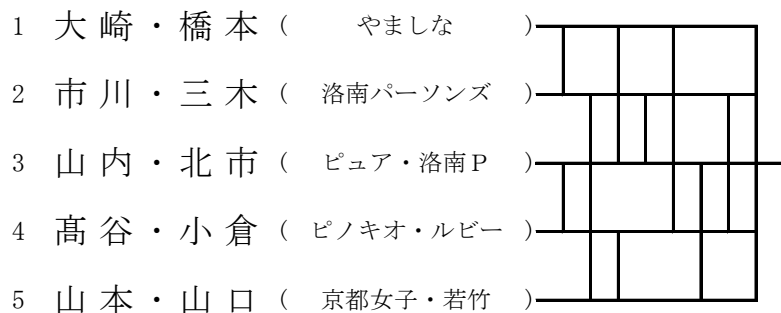 1 大崎・橋本 ( やましな )
2 市川・三木 ( 洛南パーソンズ )
3 山内・北市 ( ピュア・洛南Ｐ )
4 髙谷・小倉 ( ピノキオ・ルビー )
5 山本・山口 ( 京都女子・若竹 )